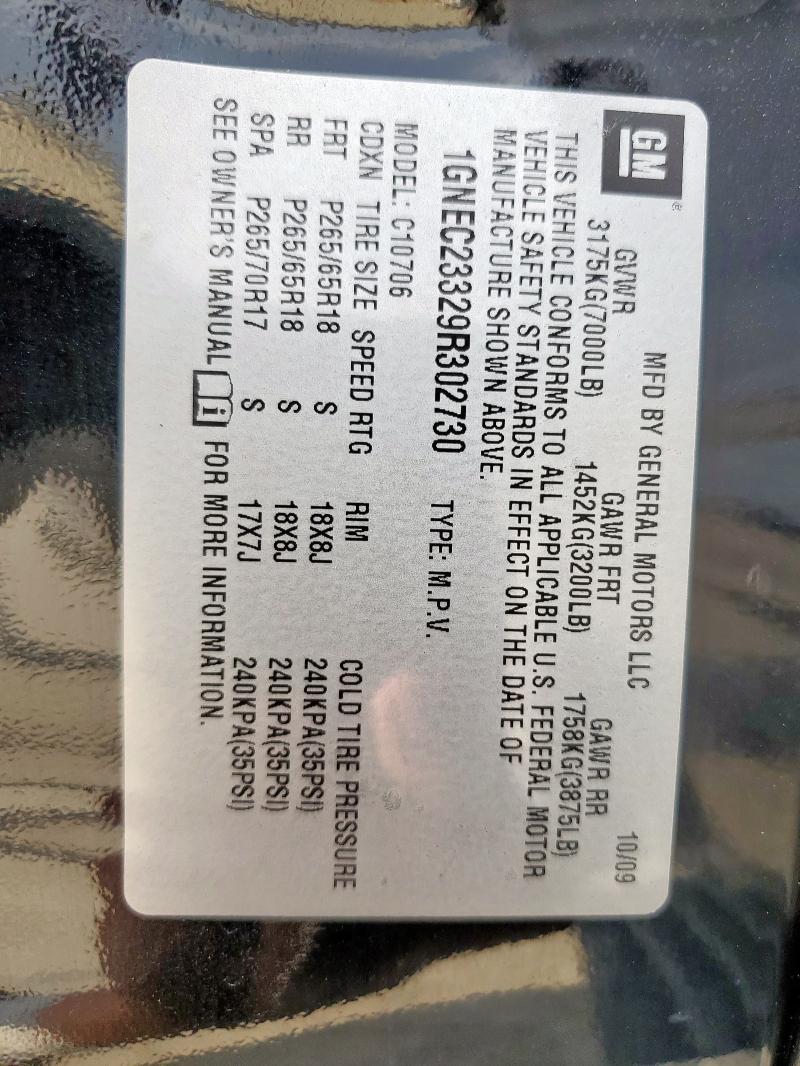 GM®
MFD BY GENERAL MOTORS LLC 10/09
GVWR GAWR FRT GAWR RR
3175KG(7000LB) 1452KG(3200LB) 1758KG(3875LB)
THIS VEHICLE CONFORMS TO ALL APPLICABLE U.S. FEDERAL MOTOR
VEHICLE SAFETY STANDARDS IN EFFECT ON THE DATE OF
MANUFACTURE SHOWN ABOVE.
1GNEC23329R302730 TYPE: M.P.V.
MODEL: C10706
CDXN TIRE SIZE SPEED RTG RIM COLD TIRE PRESSURE
FRT P265/65R18 S 18X8J 240KPA(35PSI)
RR P265/65R18 S 18X8J 240KPA(35PSI)
SPA P265/70R17 S 17X7J 240KPA(35PSI)
SEE OWNER'S MANUAL i FOR MORE INFORMATION.